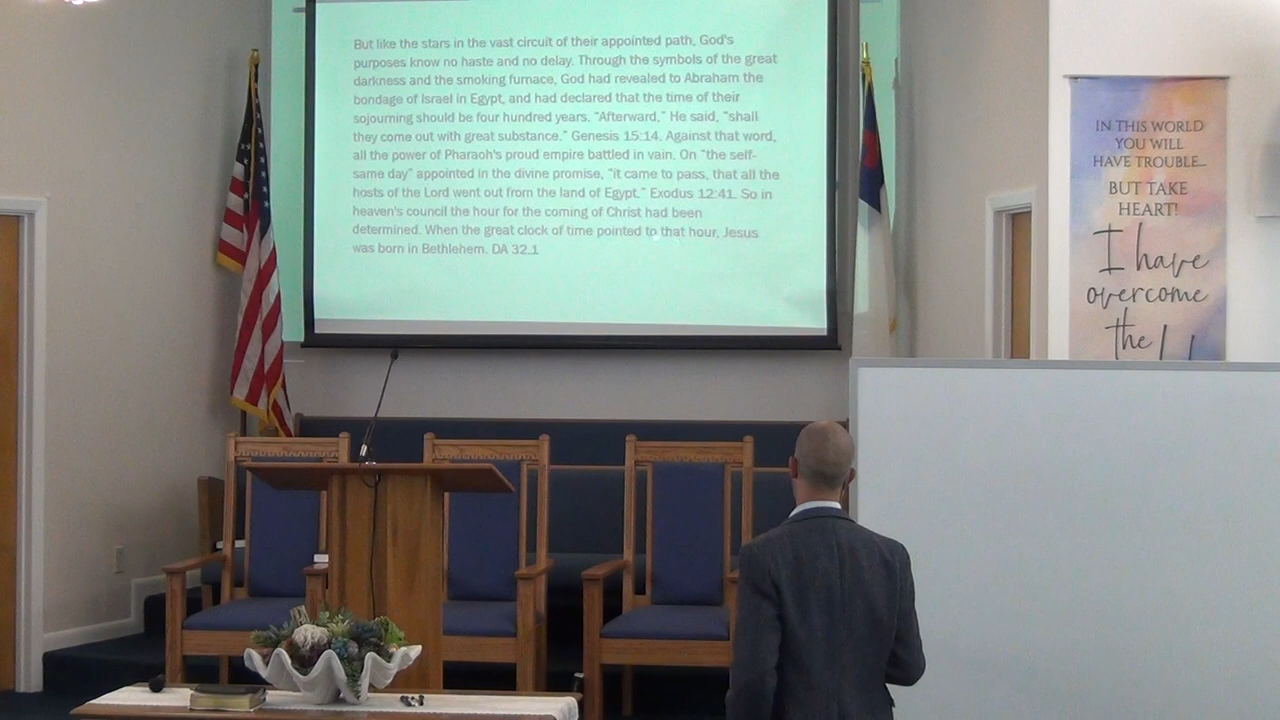 But like the stars in the vast circuit of their appointed path, God's
purposes know no haste and no delay. Through the symbols of the great
darkness and the smoking furnace, God had revealed to Abraham the
bondage of Israel in Egypt, and had declared that the time of their
sojourning should be four hundred years. "Afterward," He said, "shall
they come out with great substance." Genesis 15:14. Against that word,
all the power of Pharaoh's proud empire battled in vain. On "the self-
same day" appointed in the divine promise, "it came to pass, that all the
hosts of the Lord went out from the land of Egypt." Exodus 12:41. So in
heaven's council the hour for the coming of Christ had been
determined. When the great clock of time pointed to that hour, Jesus
was born in Bethlehem. DA 32.1
IN THIS WORLD
YOU WILL
HAVE TROUBLE...
BUT TAKE
HEART!
I have
overcome
the